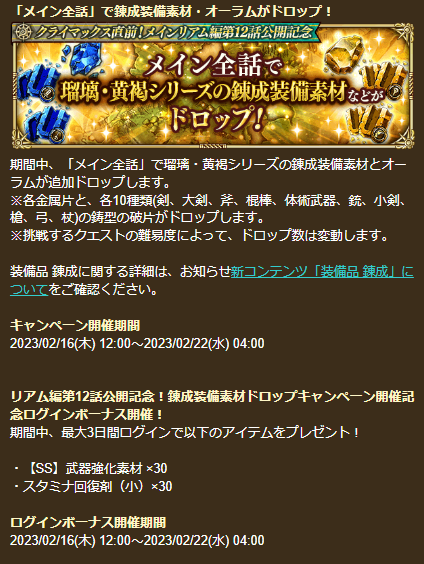 「メイン全話」で錬成装備素材・オーラムがドロップ！
クライマックス直前！メインリアム編第12話公開記念
メイン全話で
瑠璃・黄褐シリーズの錬成装備素材などが
ドロップ！
期間中、「メイン全話」で瑠璃・黄褐シリーズの錬成装備素材とオー
ラムが追加ドロップします。
※各金属片と、各10種類(剣、大剣、斧、棍棒、体術武器、銃、小剣、
槍、弓、杖)の鋳型の破片がドロップします。
※挑戦するクエストの難易度によって、ドロップ数は変動します。
装備品 錬成に関する詳細は、お知らせ新コンテンツ「装備品 錬成」に
ついてをご確認ください。
キャンペーン開催期間
2023/02/16(木) 12:00～2023/02/22(水) 04:00
リアム編第12話公開記念！錬成装備素材ドロップキャンペーン開催記
念ログインボーナス開催！
期間中、最大3日間ログインで以下のアイテムをプレゼント！
・【SS】武器強化素材 ×30
・スタミナ回復剤（小）×30
ログインボーナス開催期間
2023/02/16(木) 12:00～2023/02/22(水) 04:00